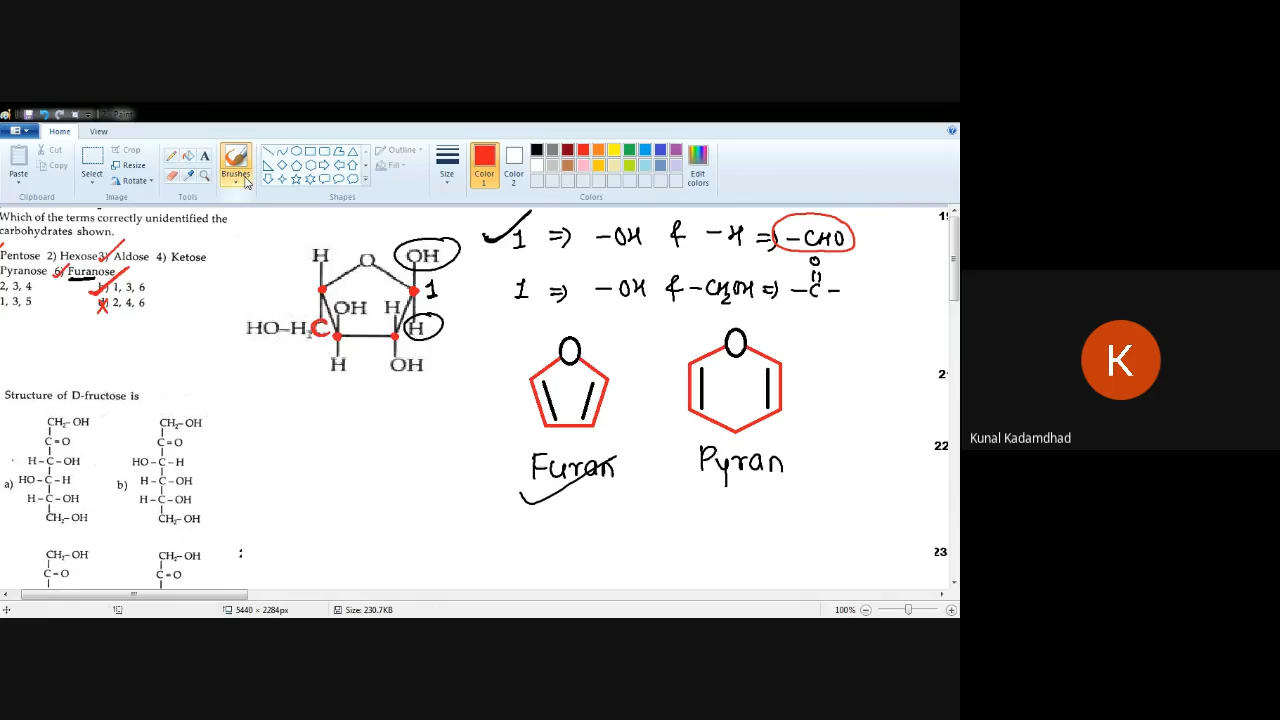 Paint
Home View
Cut
Copy
Paste
Clipboard
Crop
Resize
Rotate
Select
Image
A
Tools
Brushes
Outline
Fill
Shapes
Size
Color 1
Color 2
Edit colors
Colors
Which of the terms correctly unidentified the
carbohydrates shown.
Pentose 2) Hexose 3) Aldose 4) Ketose
Pyranose 6) Furanose
2, 3, 4 b) 1, 3, 6
1, 3, 5 d) 2, 4, 6
H O OH
OH H 1
HO–H₂C H
H OH
1 ⇒ –OH & –H ⇒ –CHO
O
1 ⇒ –OH & –CH₂OH ⇒ –C–
O O
Furan Pyran
19
21
22
23
Structure of D-fructose is
a)
CH₂–OH
C=O
H–C–OH
HO–C–H
H–C–OH
CH₂–OH
b)
CH₂–OH
C=O
HO–C–H
H–C–OH
H–C–OH
CH₂–OH
CH₂–OH
C=O
CH₂–OH
C=O
5440 × 2284px Size: 230.7KB 100%
K
Kunal Kadamdhad